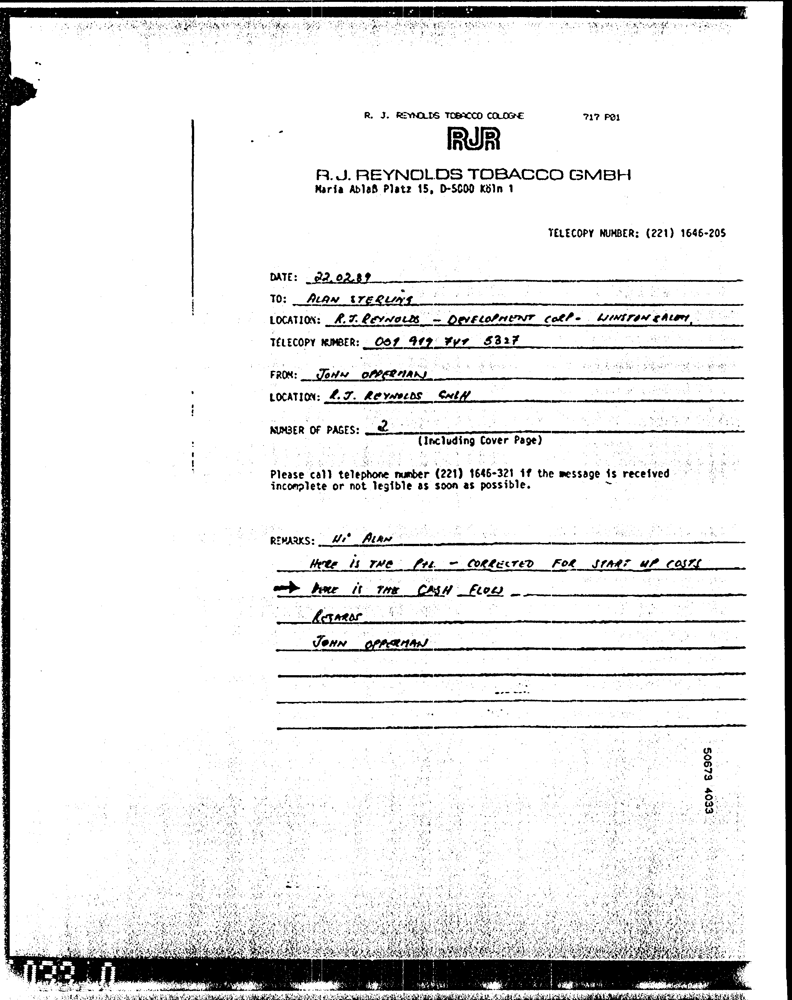 R. J. REYNOLDS TOBACCO COLOGNE 717 P01
RJR
R.J. REYNOLDS TOBACCO GMBH
Maria Ablaß Platz 15, D-5000 Köln 1
TELECOPY NUMBER: (221) 1646-205
DATE: 22.02.89
TO: ALAN STERLING
LOCATION: R.J. REYNOLDS - DEVELOPMENT CORP- WINSTON SALEM,
TELECOPY NUMBER: 001 919 741 5327
FROM: JOHN OPPERMAN
LOCATION: R.J. REYNOLDS GMBH
NUMBER OF PAGES: 2
(Including Cover Page)
Please call telephone number (221) 1646-321 if the message is received
incomplete or not legible as soon as possible.
REMARKS: Hi ALAN
HERE IS THE P+L - CORRECTED FOR START UP COSTS
HERE IS THE CASH FLOW
REGARDS
JOHN OPPERMAN
50673 4033